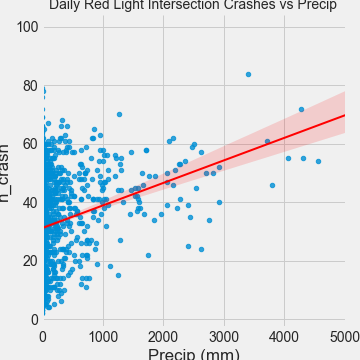 Daily Red Light Intersection Crashes vs Precip
100
80
60
40
20
0
n_crash
0 1000 2000 3000 4000 5000
Precip (mm)